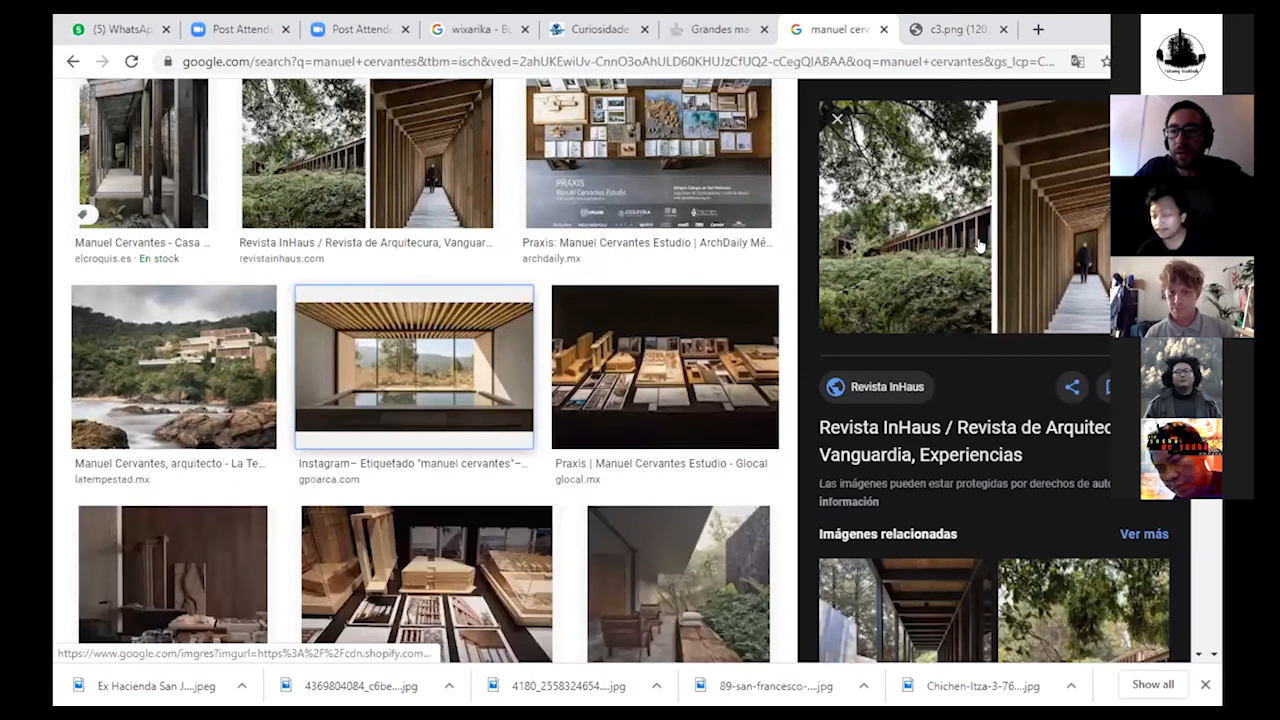 (5) WhatsAp
Post Attende
Post Attende
wixarika - Bu
Curiosidade
Grandes ma
manuel cerv
c3.png (120
google.com/search?q=manuel+cervantes&tbm=isch&ved=2ahUKEwiUv-CnnO3oAhULD60KHUJzCfUQ2-cCegQIABAA&oq=manuel+cervantes&gs_lcp=C...
PRAXIS
Manuel Cervantes Estudio
Manuel Cervantes - Casa ...
elcroquis.es · En stock
Revista InHaus / Revista de Arquitecura, Vanguar...
revistainhaus.com
Praxis: Manuel Cervantes Estudio | ArchDaily Mé...
archdaily.mx
Manuel Cervantes, arquitecto - La Te...
latempestad.mx
Instagram– Etiquetado "manuel cervantes"–...
gpoarca.com
Praxis | Manuel Cervantes Estudio - Glocal
glocal.mx
Revista InHaus
Revista InHaus / Revista de Arquitec
Vanguardia, Experiencias
Las imágenes pueden estar protegidas por derechos de auto
información
Imágenes relacionadas
Ver más
https://www.google.com/imgres?imgurl=https%3A%2F%2Fcdn.shopify.com...
Ex Hacienda San J....jpeg
4369804084_c6be....jpg
4180_2558324654....jpg
89-san-francesco-....jpg
Chichen-Itza-3-76....jpg
Show all